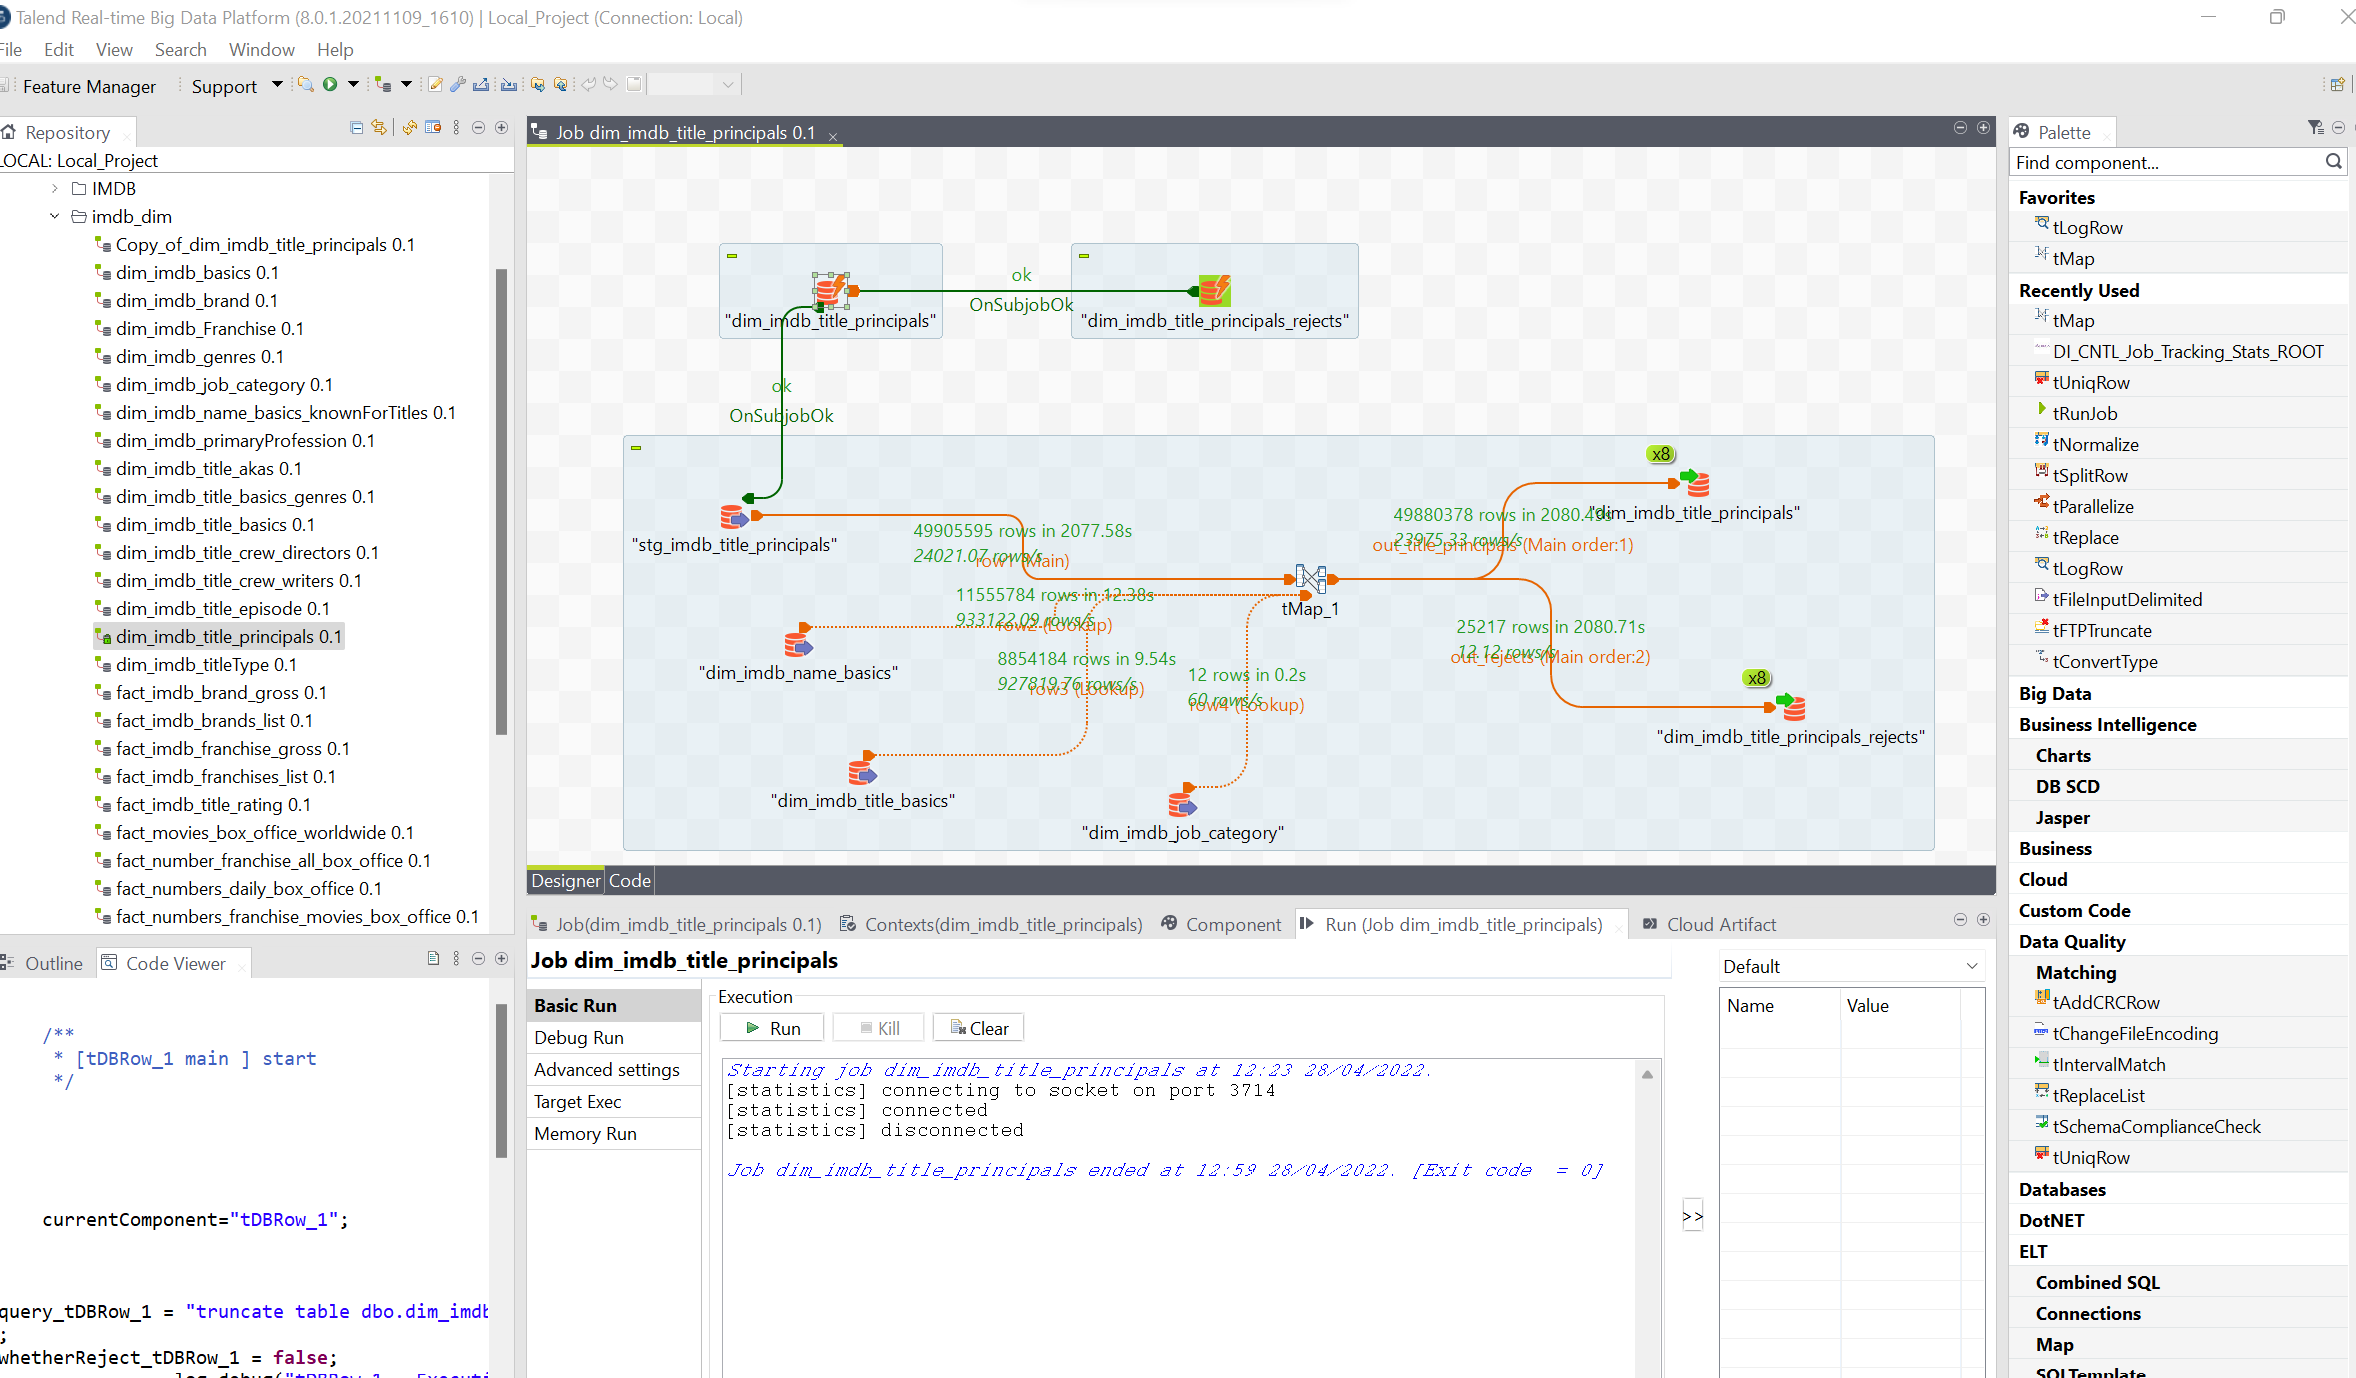 Talend Real-time Big Data Platform (8.0.1.20211109_1610) | Local_Project (Connection: Local)
File Edit View Search Window Help
Feature Manager Support
Repository
LOCAL: Local_Project
IMDB
imdb_dim
Copy_of_dim_imdb_title_principals 0.1
dim_imdb_basics 0.1
dim_imdb_brand 0.1
dim_imdb_Franchise 0.1
dim_imdb_genres 0.1
dim_imdb_job_category 0.1
dim_imdb_name_basics_knownForTitles 0.1
dim_imdb_primaryProfession 0.1
dim_imdb_title_akas 0.1
dim_imdb_title_basics_genres 0.1
dim_imdb_title_basics 0.1
dim_imdb_title_crew_directors 0.1
dim_imdb_title_crew_writers 0.1
dim_imdb_title_episode 0.1
dim_imdb_title_principals 0.1
dim_imdb_titleType 0.1
fact_imdb_brand_gross 0.1
fact_imdb_brands_list 0.1
fact_imdb_franchise_gross 0.1
fact_imdb_franchises_list 0.1
fact_imdb_title_rating 0.1
fact_movies_box_office_worldwide 0.1
fact_number_franchise_all_box_office 0.1
fact_numbers_daily_box_office 0.1
fact_numbers_franchise_movies_box_office 0.1
Outline Code Viewer
/**
* [tDBRow_1 main ] start
*/
currentComponent="tDBRow_1";
query_tDBRow_1 = "truncate table dbo.dim_imdb
;
whetherReject_tDBRow_1 = false;
Job dim_imdb_title_principals 0.1
"dim_imdb_title_principals"
ok
OnSubjobOk
"dim_imdb_title_principals_rejects"
ok
OnSubjobOk
"stg_imdb_title_principals"
49905595 rows in 2077.58s
24021.07 rows/s
row1 (Main)
11555784 rows in 12.38s
933122.09 rows/s
row2 (Lookup)
"dim_imdb_name_basics"
8854184 rows in 9.54s
927819.76 rows/s
row3 (Lookup)
"dim_imdb_title_basics"
12 rows in 0.2s
60 rows/s
row4 (Lookup)
"dim_imdb_job_category"
tMap_1
x8
49880378 rows in 2080.49s
23975.33 rows/s
out_title_principals (Main order:1)
"dim_imdb_title_principals"
25217 rows in 2080.71s
12.12 rows/s
out_rejects (Main order:2)
x8
"dim_imdb_title_principals_rejects"
Designer Code
Job(dim_imdb_title_principals 0.1) Contexts(dim_imdb_title_principals) Component Run (Job dim_imdb_title_principals) Cloud Artifact
Job dim_imdb_title_principals
Basic Run
Debug Run
Advanced settings
Target Exec
Memory Run
Execution
Run Kill Clear
Starting job dim_imdb_title_principals at 12:23 28/04/2022.
[statistics] connecting to socket on port 3714
[statistics] connected
[statistics] disconnected
Job dim_imdb_title_principals ended at 12:59 28/04/2022. [Exit code  = 0]
>>
Default
Name Value
Palette
Find component...
Favorites
tLogRow
tMap
Recently Used
tMap
DI_CNTL_Job_Tracking_Stats_ROOT
tUniqRow
tRunJob
tNormalize
tSplitRow
tParallelize
tReplace
tLogRow
tFileInputDelimited
tFTPTruncate
tConvertType
Big Data
Business Intelligence
Charts
DB SCD
Jasper
Business
Cloud
Custom Code
Data Quality
Matching
tAddCRCRow
tChangeFileEncoding
tIntervalMatch
tReplaceList
tSchemaComplianceCheck
tUniqRow
Databases
DotNET
ELT
Combined SQL
Connections
Map
SQLTemplate